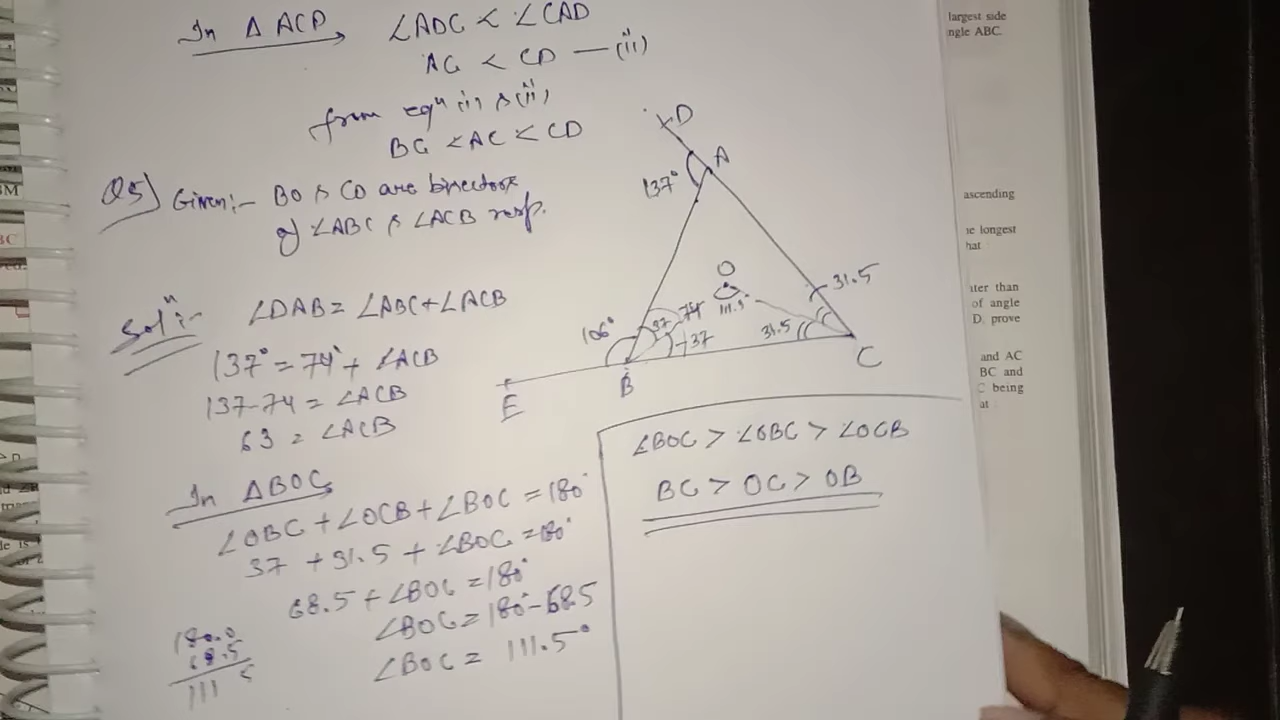 In Δ ACD ∠ADC < ∠CAD
AC < CD —(ii)
from eqn (i) & (ii)
BC < AC < CD
Q5) Given:- BO & CO are bisectors
of ∠ABC & ∠ACB resp.
Soln:- ∠DAB = ∠ABC + ∠ACB
137° = 74° + ∠ACB
137-74 = ∠ACB
63 = ∠ACB
In ΔBOC
∠OBC + ∠OCB + ∠BOC = 180°
37 + 31.5 + ∠BOC = 180°
68.5 + ∠BOC = 180°
∠BOC = 180° - 68.5
∠BOC = 111.5°
180.0
68.5
111 5
D
A
137°
O
111.5°
31.5
106°
37
74
37
31.5
E
B
C
∠BOC > ∠OBC > ∠OCB
BC > OC > OB
largest side
ngle ABC.
ascending
ne longest
hat
ater than
of angle
D. prove
and AC
BC and
C being
at